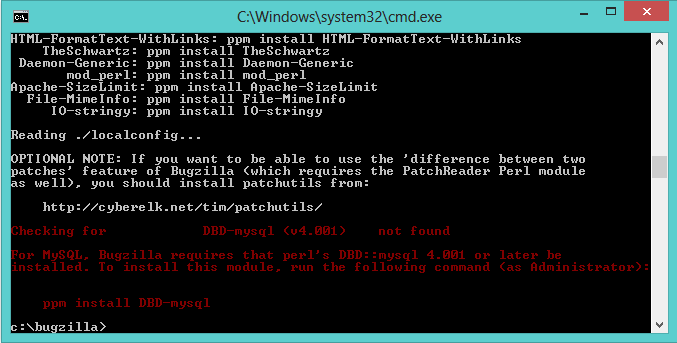 C:\Windows\system32\cmd.exe
HTML-FormatText-WithLinks: ppm install HTML-FormatText-WithLinks
TheSchwartz: ppm install TheSchwartz
Daemon-Generic: ppm install Daemon-Generic
mod_perl: ppm install mod_perl
Apache-SizeLimit: ppm install Apache-SizeLimit
File-MimeInfo: ppm install File-MimeInfo
IO-stringy: ppm install IO-stringy
Reading ./localconfig...
OPTIONAL NOTE: If you want to be able to use the 'difference between two
patches' feature of Bugzilla (which requires the PatchReader Perl module
as well), you should install patchutils from:
http://cyberelk.net/tim/patchutils/
Checking for DBD-mysql (v4.001) not found
For MySQL, Bugzilla requires that perl's DBD::mysql 4.001 or later be
installed. To install this module, run the following command (as Administrator):
ppm install DBD-mysql
c:\bugzilla>